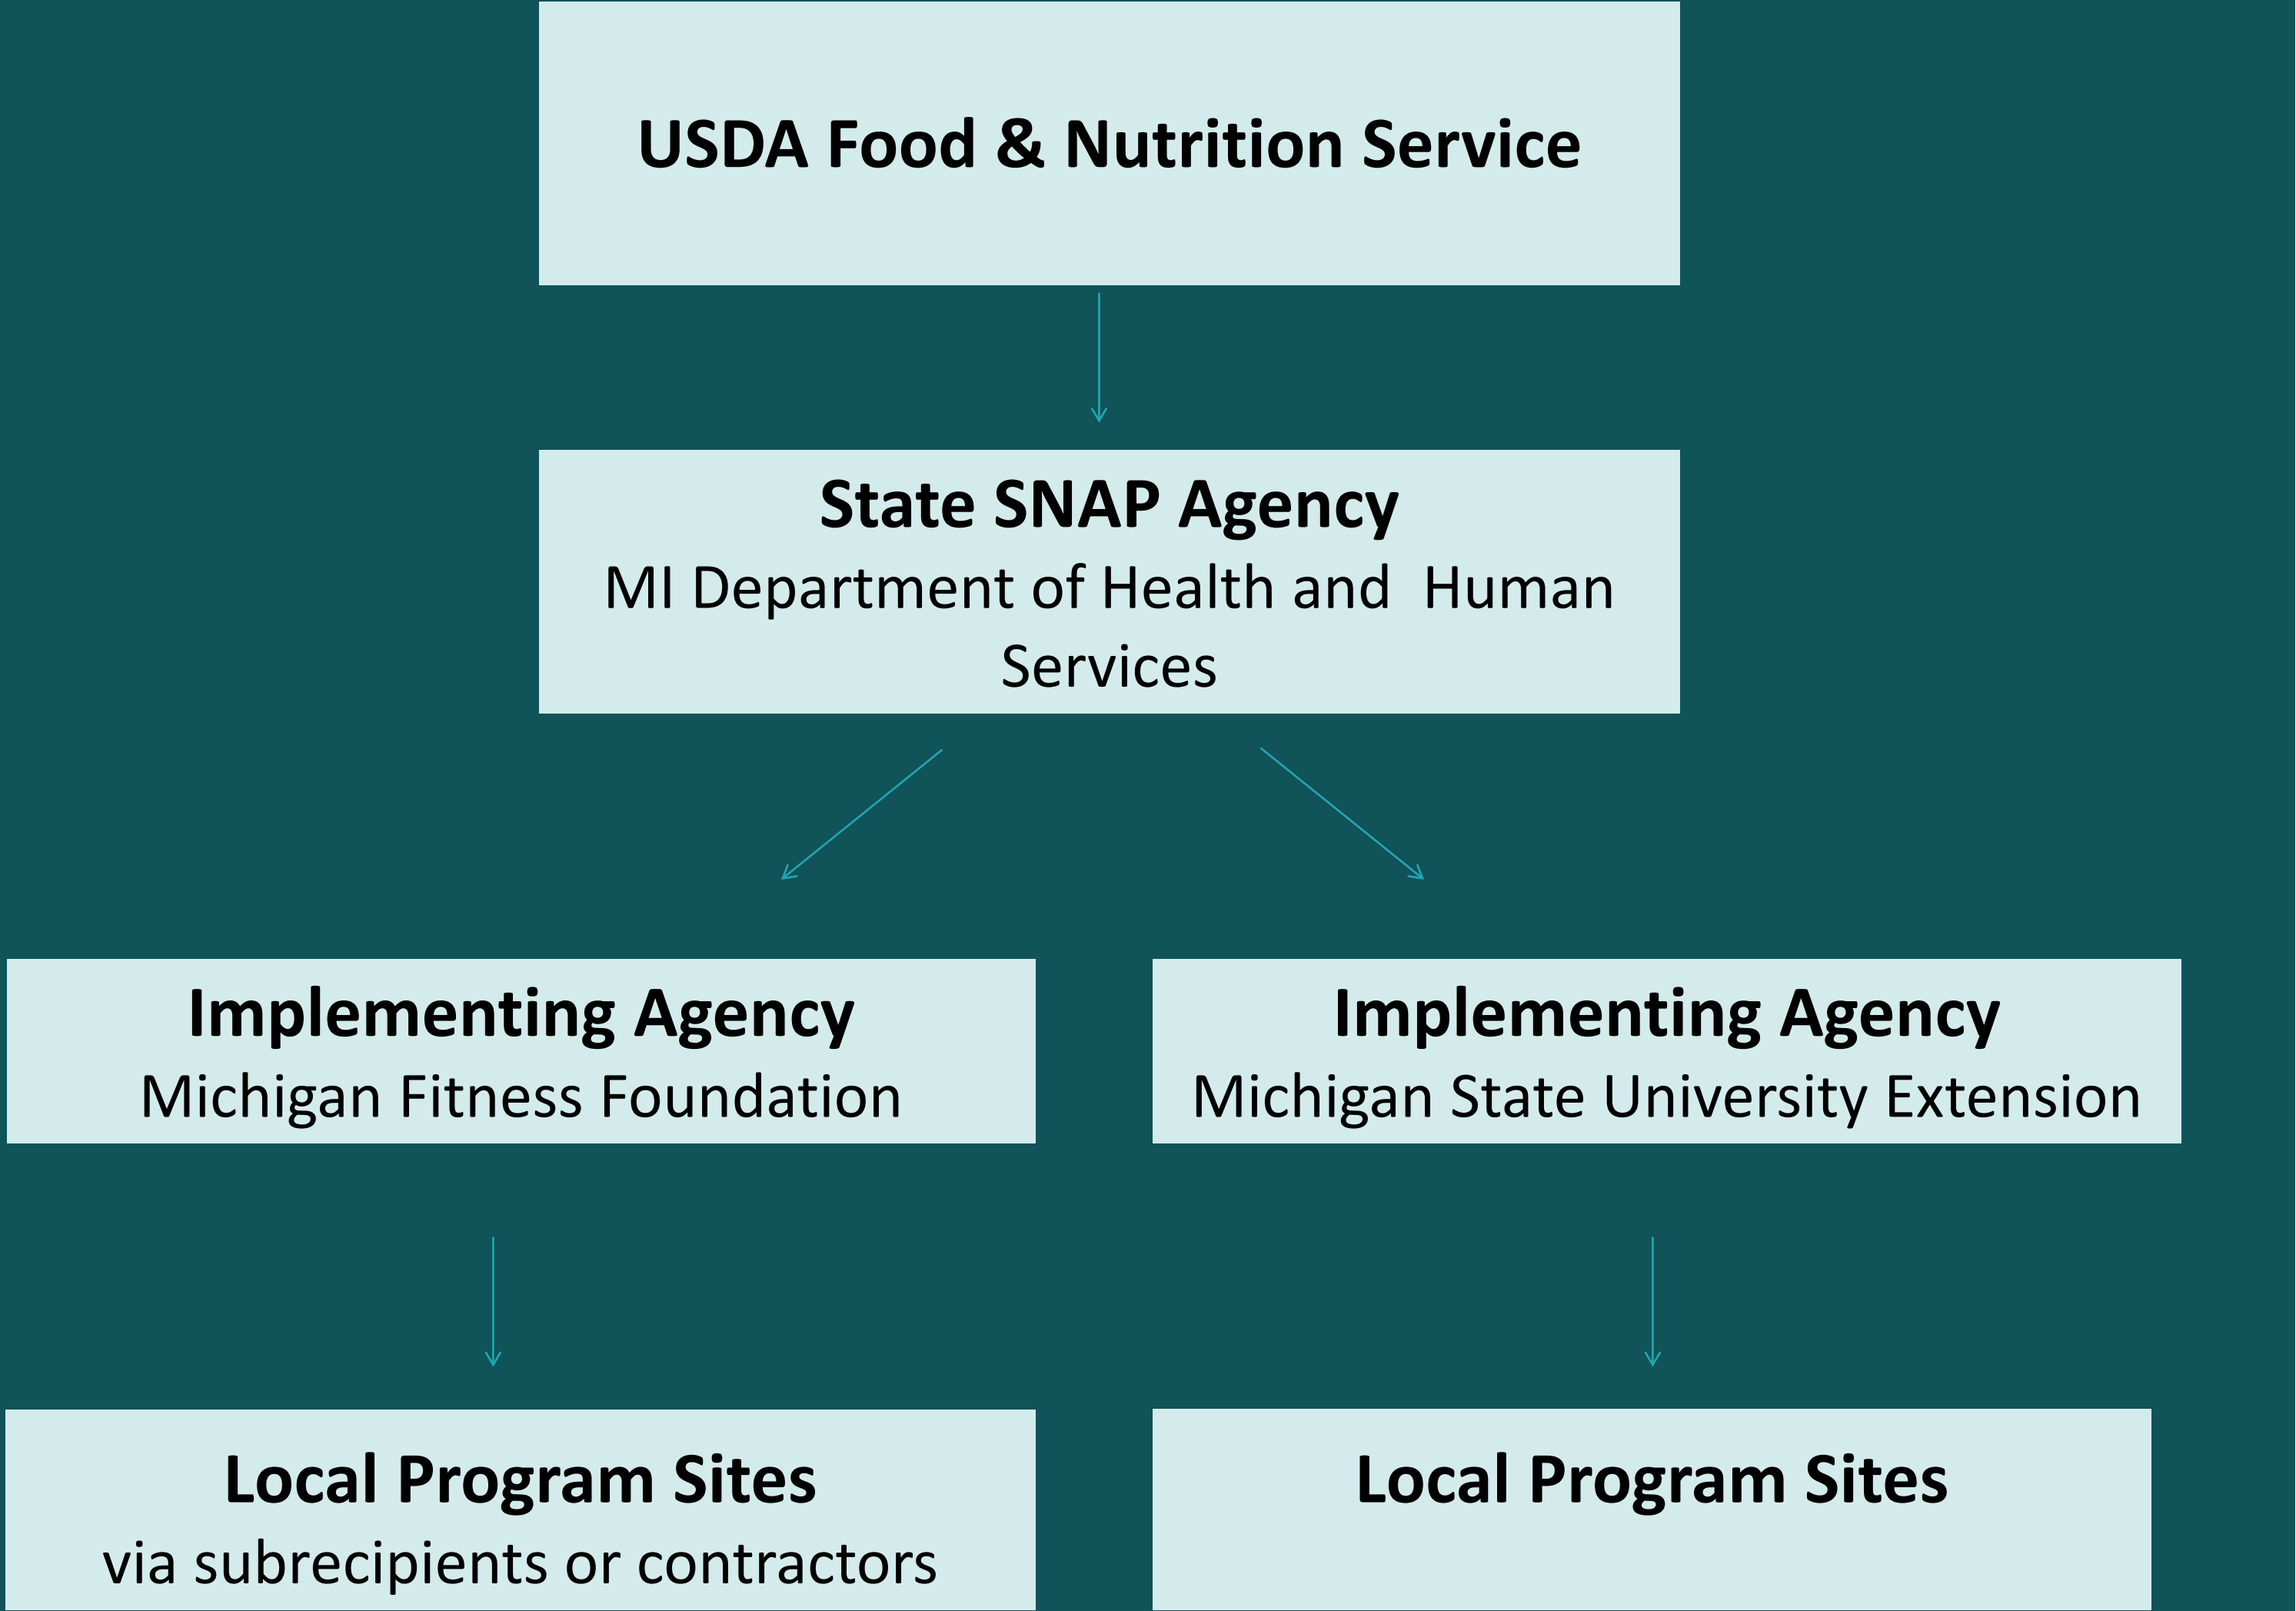 USDA Food & Nutrition Service
State SNAP Agency
MI Department of Health and  Human
Services
Implementing Agency
Michigan Fitness Foundation
Implementing Agency
Michigan State University Extension
Local Program Sites
via subrecipients or contractors
Local Program Sites